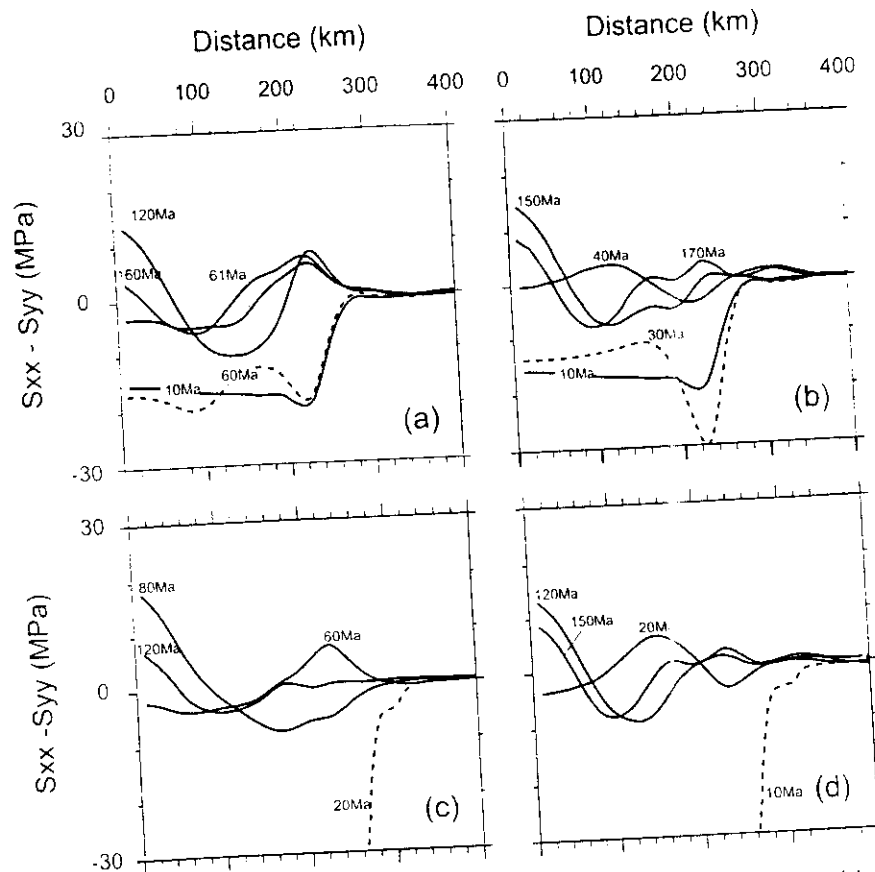 Distance (km)
Distance (km)
0 100 200 300 400
0 100 200 300 400
30
0
-30
Sxx - Syy (MPa)
120Ma
160Ma
61Ma
60Ma
10Ma
(a)
150Ma
40Ma
170Ma
30Ma
10Ma
(b)
30
0
-30
Sxx -Syy (MPa)
80Ma
120Ma
60Ma
20Ma
(c)
120Ma
150Ma
20M
10Ma
(d)